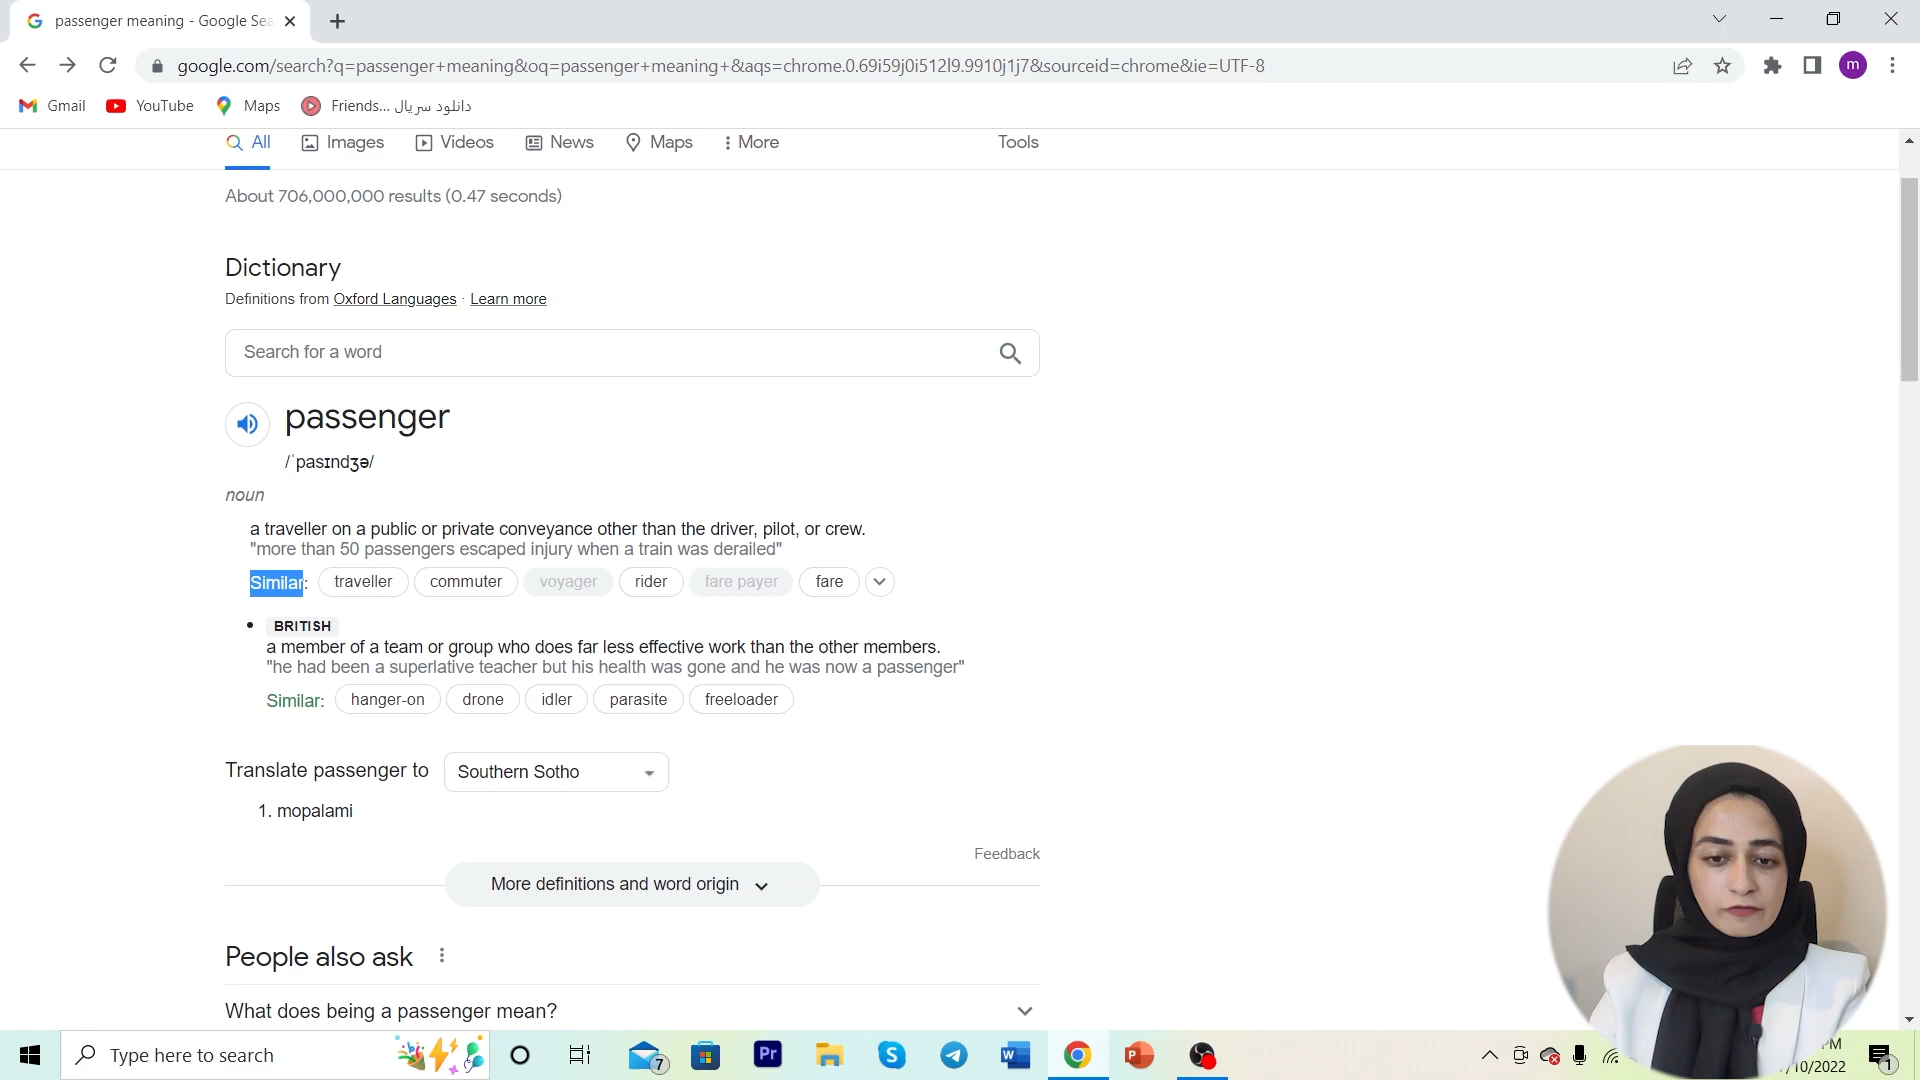 passenger meaning - Google Sea
google.com/search?q=passenger+meaning&oq=passenger+meaning+&aqs=chrome.0.69i59j0i512l9.9910j1j7&sourceid=chrome&ie=UTF-8
m
Gmail YouTube Maps دانلود سریال ...Friends
All Images Videos News Maps More Tools
About 706,000,000 results (0.47 seconds)
Dictionary
Definitions from Oxford Languages · Learn more
Search for a word
passenger
/ˈpasɪndʒə/
noun
a traveller on a public or private conveyance other than the driver, pilot, or crew.
"more than 50 passengers escaped injury when a train was derailed"
Similar: traveller commuter voyager rider fare payer fare
• BRITISH
a member of a team or group who does far less effective work than the other members.
"he had been a superlative teacher but his health was gone and he was now a passenger"
Similar: hanger-on drone idler parasite freeloader
Translate passenger to Southern Sotho
1. mopalami
Feedback
More definitions and word origin
People also ask
What does being a passenger mean?
Type here to search
7
Pr
S
W
P
PM
/10/2022
1